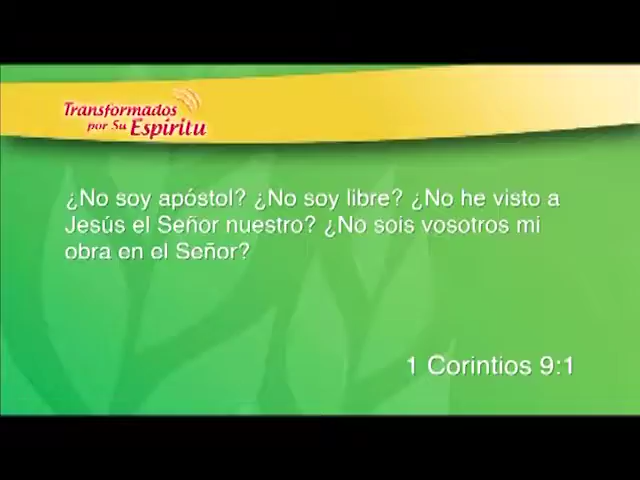 Transformados
por Su Espíritu
¿No soy apóstol? ¿No soy libre? ¿No he visto a
Jesús el Señor nuestro? ¿No sois vosotros mi
obra en el Señor?
1 Corintios 9:1